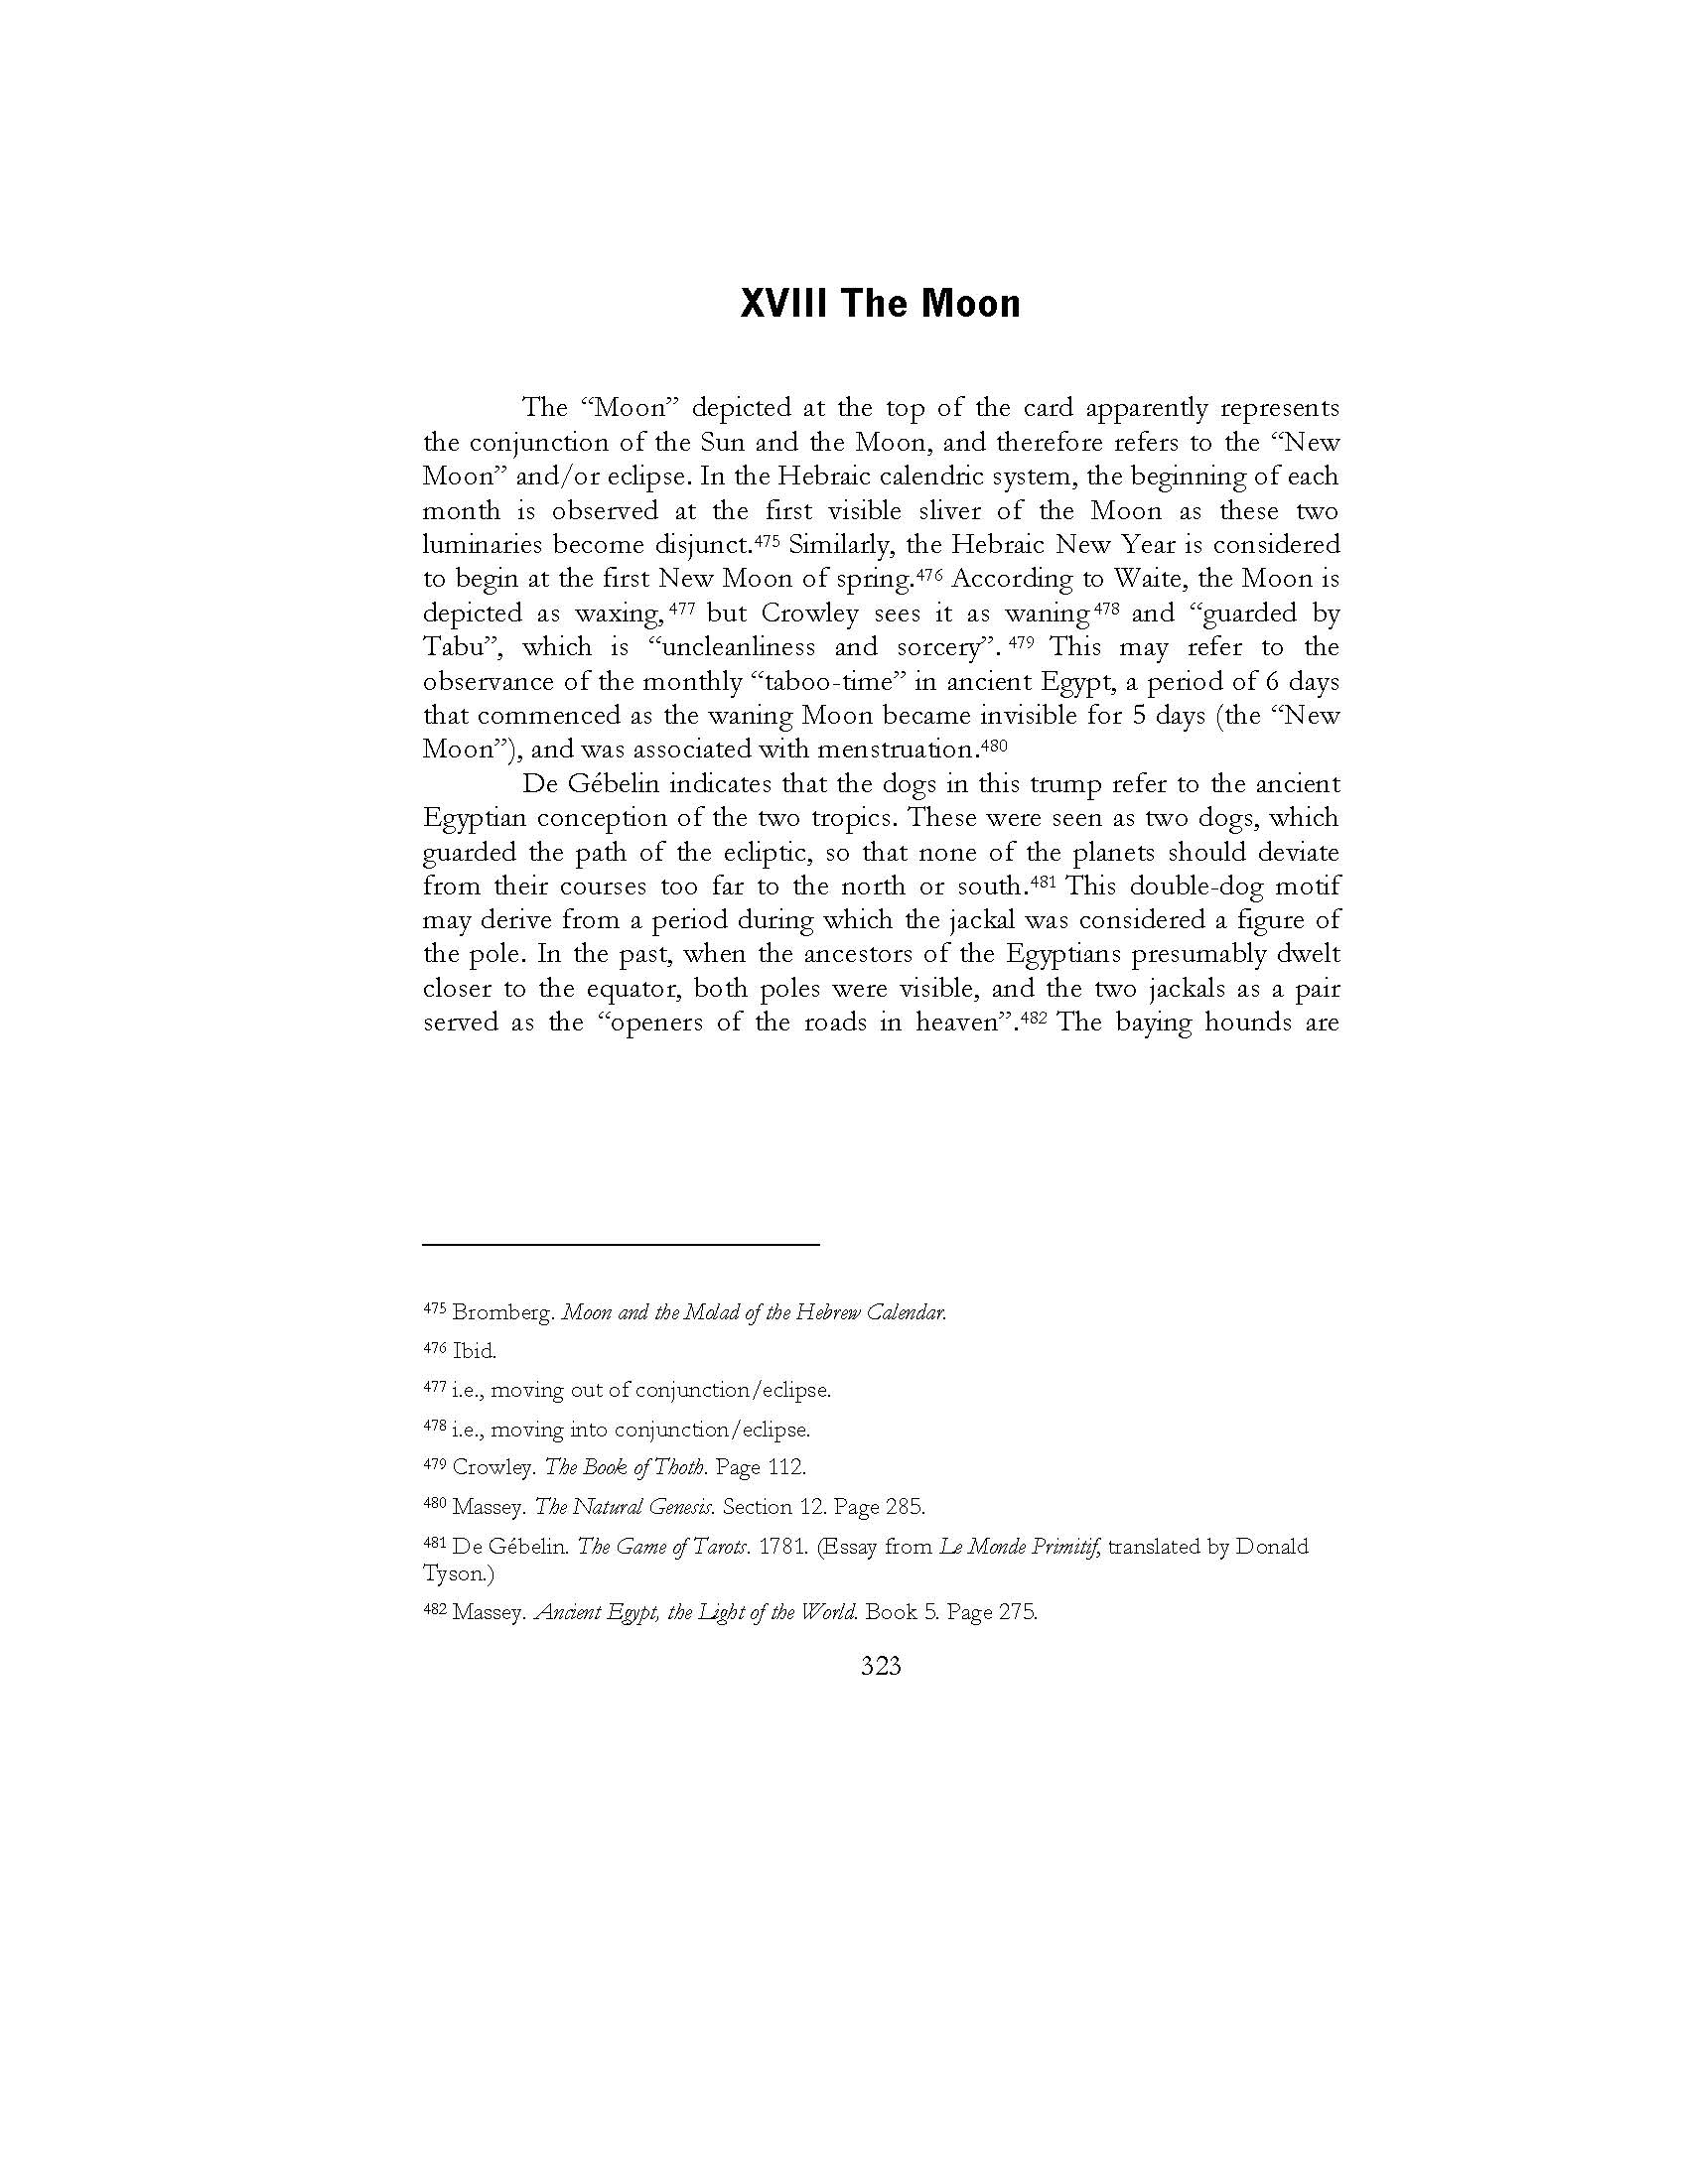 XVIII The Moon
The “Moon” depicted at the top of the card apparently represents
the conjunction of the Sun and the Moon, and therefore refers to the “New
Moon” and/or eclipse. In the Hebraic calendric system, the beginning of each
month is observed at the first visible sliver of the Moon as these two
luminaries become disjunct.475 Similarly, the Hebraic New Year is considered
to begin at the first New Moon of spring.476 According to Waite, the Moon is
depicted as waxing,477 but Crowley sees it as waning478 and “guarded by
Tabu”, which is “uncleanliness and sorcery”.479 This may refer to the
observance of the monthly “taboo-time” in ancient Egypt, a period of 6 days
that commenced as the waning Moon became invisible for 5 days (the “New
Moon”), and was associated with menstruation.480
De Gébelin indicates that the dogs in this trump refer to the ancient
Egyptian conception of the two tropics. These were seen as two dogs, which
guarded the path of the ecliptic, so that none of the planets should deviate
from their courses too far to the north or south.481 This double-dog motif
may derive from a period during which the jackal was considered a figure of
the pole. In the past, when the ancestors of the Egyptians presumably dwelt
closer to the equator, both poles were visible, and the two jackals as a pair
served as the “openers of the roads in heaven”.482 The baying hounds are
475 Bromberg. Moon and the Molad of the Hebrew Calendar.
476 Ibid.
477 i.e., moving out of conjunction/eclipse.
478 i.e., moving into conjunction/eclipse.
479 Crowley. The Book of Thoth. Page 112.
480 Massey. The Natural Genesis. Section 12. Page 285.
481 De Gébelin. The Game of Tarots. 1781. (Essay from Le Monde Primitif, translated by Donald
Tyson.)
482 Massey. Ancient Egypt, the Light of the World. Book 5. Page 275.
323